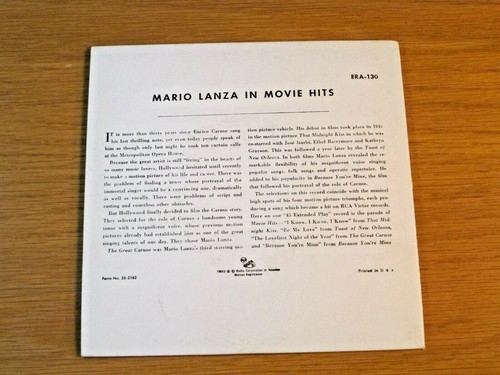 ERA-130
MARIO LANZA IN MOVIE HITS
IT is more than thirty years since Enrico Caruso sang
his last thrilling note, yet even today people speak of
him as though only last night he took ten curtain calls
at the Metropolitan Opera House.
Because the great artist is still "living" in the hearts of
so many music lovers, Hollywood hesitated until recently
to make a motion picture of his life and career. There was
the problem of finding a man whose portrayal of the
immortal singer would be a convincing one, dramatically
as well as vocally. There were problems of script and
casting and countless other obstacles.
But Hollywood finally decided to film the Caruso story.
They selected for the role of Caruso a handsome young
tenor with a magnificent voice, whose previous motion
pictures already had established him as one of the great
singing talents of our day. They chose Mario Lanza.
The Great Caruso was Mario Lanza's third starring mo-
tion picture vehicle. His debut in films took place in
in the motion picture That Midnight Kiss in which he was
co-starred with José Iturbi, Ethel Barrymore and Kathryn
Grayson. This was followed a year later by the Toast of
New Orleans. In both films Mario Lanza revealed the re-
markable flexibility of his magnificent voice singing
popular songs, folk songs and operatic repertoire. He
added to his popularity in Because You're Mine, the film
that followed his portrayal of the role of Caruso.
The selections on this record coincide with the musical
high spots of his four motion picture triumphs, each pro-
ducing a song which became a hit on RCA Victor records.
Here on one "45 Extended Play" record is the parade of
Movie Hits—"I Know, I Know, I Know" from That Mid-
night Kiss, "Be My Love" from Toast of New Orleans,
"The Loveliest Night of the Year" from The Great Caruso
and "Because You're Mine" from Because You're Mine
Form No. 25-2162
Radio Corporation of America
Marcas Registradas
Printed in U. S. A.